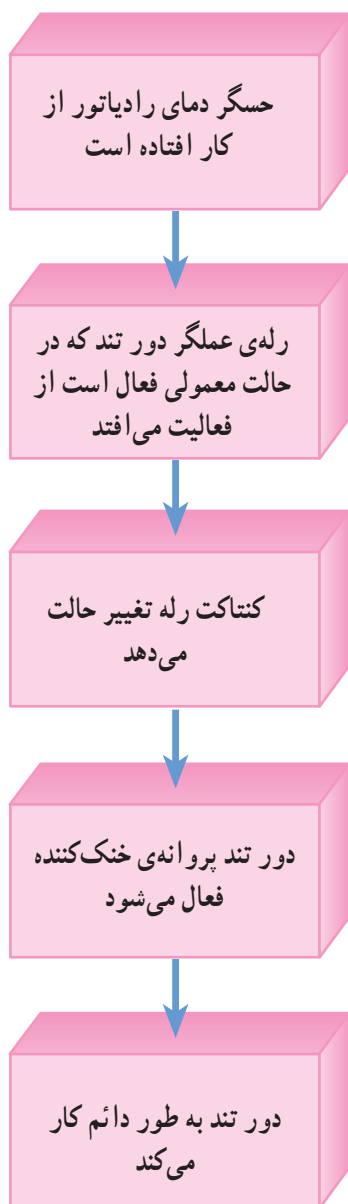 حسگر دمای رادیاتور از
کار افتاده است
رله‌ی عملگر دور تند که در
حالت معمولی فعال است از
فعالیت می‌افتد
کنتاکت رله تغییر حالت
می‌دهد
دور تند پروانه‌ی خنک‌کننده
فعال می‌شود
دور تند به طور دائم کار
می‌کند